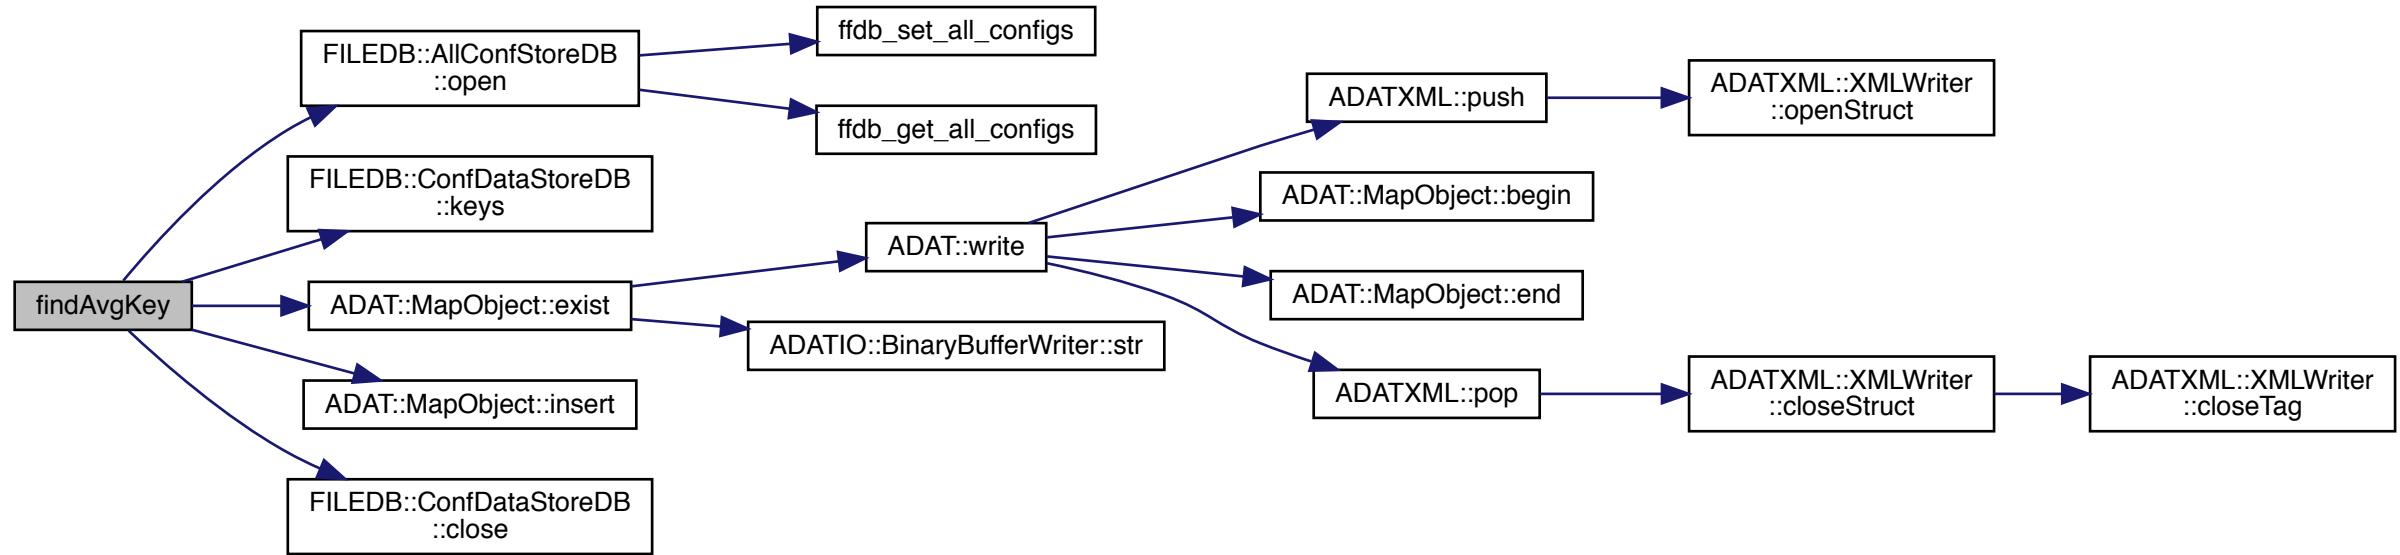 findAvgKey
FILEDB::AllConfStoreDB
::open
ffdb_set_all_configs
ffdb_get_all_configs
FILEDB::ConfDataStoreDB
::keys
ADAT::MapObject::exist
ADAT::write
ADATXML::push
ADATXML::XMLWriter
::openStruct
ADAT::MapObject::begin
ADAT::MapObject::end
ADATXML::pop
ADATXML::XMLWriter
::closeStruct
ADATXML::XMLWriter
::closeTag
ADATIO::BinaryBufferWriter::str
ADAT::MapObject::insert
FILEDB::ConfDataStoreDB
::close